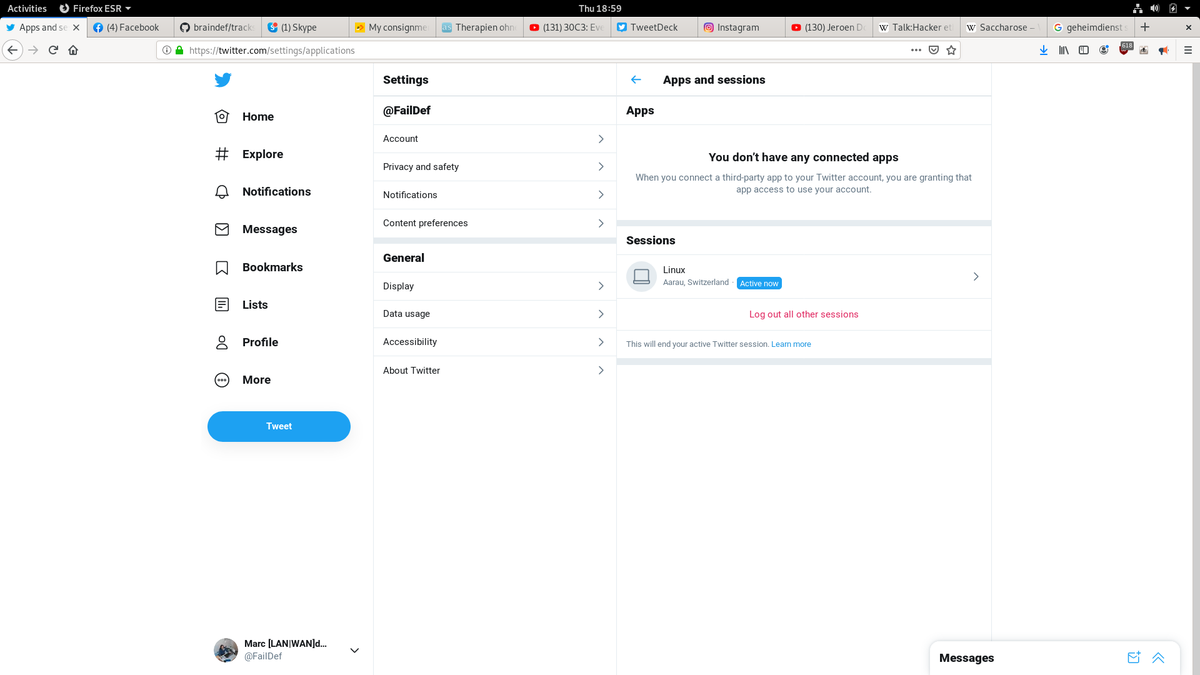 Activities
Firefox ESR
Thu 18:59
Apps and se
(4) Facebook
braindef/track
(1) Skype
My consignme
Therapien ohn
(131) 30C3: Ev
TweetDeck
Instagram
(130) Jeroen D
Talk:Hacker et
Saccharose –
geheimdienst
https://twitter.com/settings/applications
618
Home
Explore
Notifications
Messages
Bookmarks
Lists
Profile
More
Tweet
Marc [LAN|WAN]d...
@FailDef
Settings
@FailDef
Account
Privacy and safety
Notifications
Content preferences
General
Display
Data usage
Accessibility
About Twitter
Apps and sessions
Apps
You don't have any connected apps
When you connect a third-party app to your Twitter account, you are granting that
app access to use your account.
Sessions
Linux
Aarau, Switzerland · Active now
Log out all other sessions
This will end your active Twitter session. Learn more
Messages